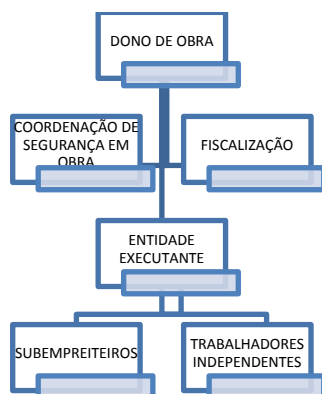 DONO DE OBRA
COORDENAÇÃO DE
SEGURANÇA EM
OBRA
FISCALIZAÇÃO
ENTIDADE
EXECUTANTE
SUBEMPREITEIROS
TRABALHADORES
INDEPENDENTES